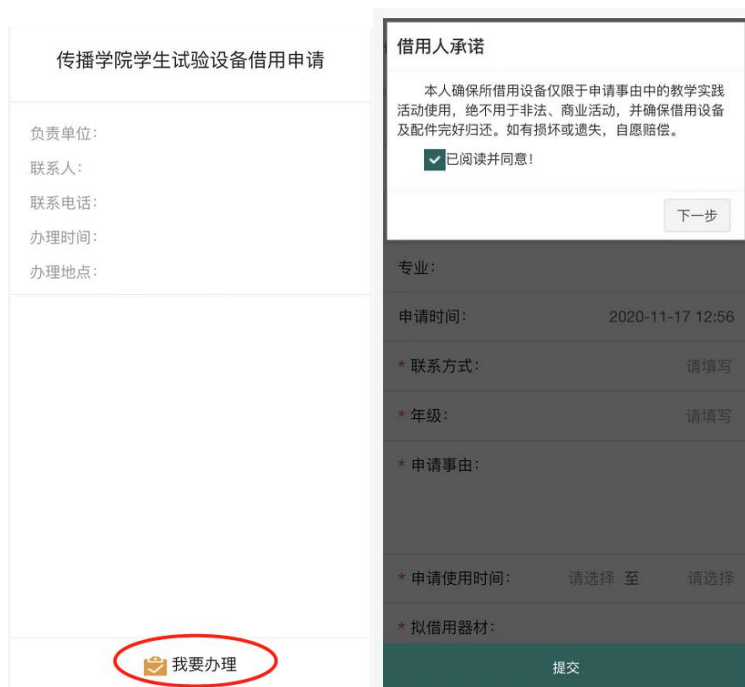 传播学院学生试验设备借用申请
负责单位:
联系人:
联系电话:
办理时间:
办理地点:
我要办理
借用人承诺
本人确保所借用设备仅限于申请事由中的教学实践
活动使用，绝不用于非法、商业活动，并确保借用设备
及配件完好归还。如有损坏或遗失，自愿赔偿。
已阅读并同意!
下一步
专业:
申请时间: 2020-11-17 12:56
* 联系方式: 请填写
* 年级: 请填写
* 申请事由:
* 申请使用时间: 请选择 至 请选择
* 拟借用器材:
提交